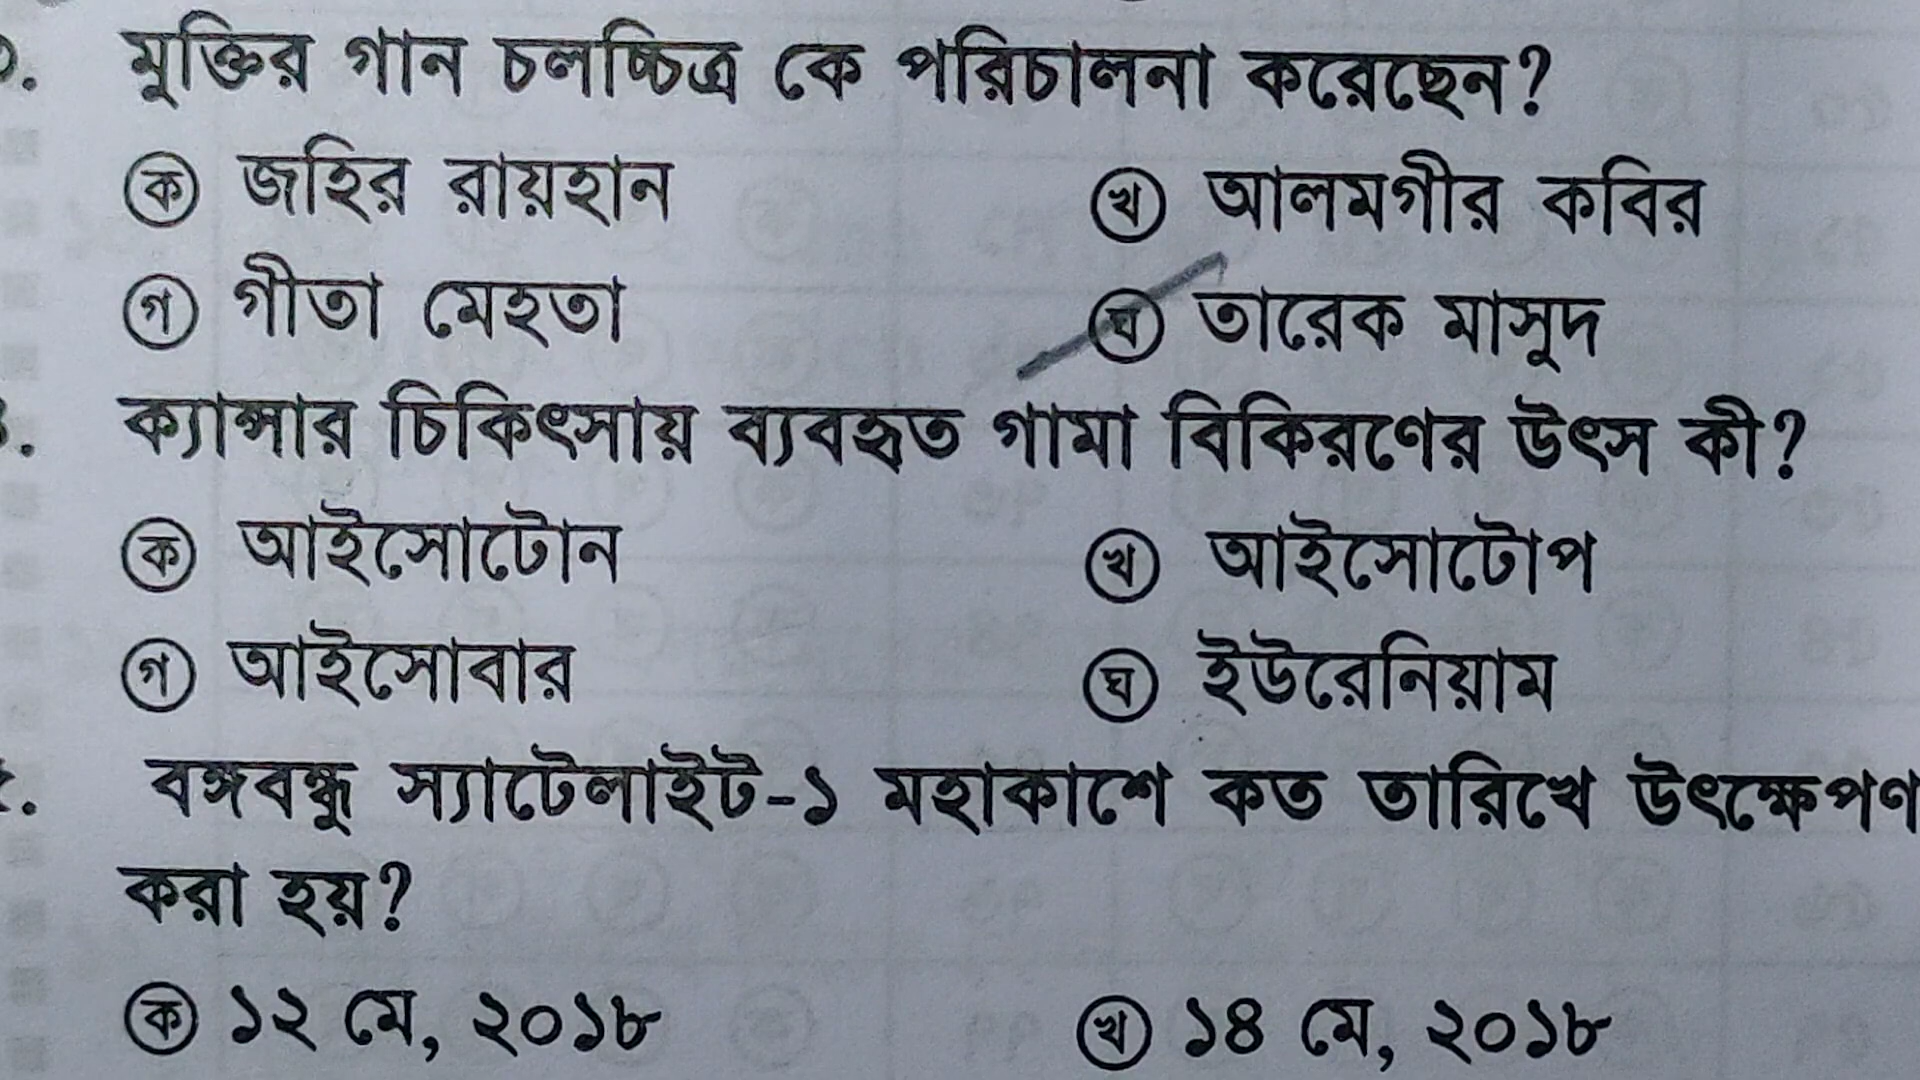 মুক্তির গান চলচ্চিত্র কে পরিচালনা করেছেন?
ক জহির রায়হান খ আলমগীর কবির
গ গীতা মেহতা ঘ তারেক মাসুদ
ক্যান্সার চিকিৎসায় ব্যবহৃত গামা বিকিরণের উৎস কী?
ক আইসোটোন খ আইসোটোপ
গ আইসোবার ঘ ইউরেনিয়াম
বঙ্গবন্ধু স্যাটেলাইট-১ মহাকাশে কত তারিখে উৎক্ষেপণ
করা হয়?
ক ১২ মে, ২০১৮ খ ১৪ মে, ২০১৮